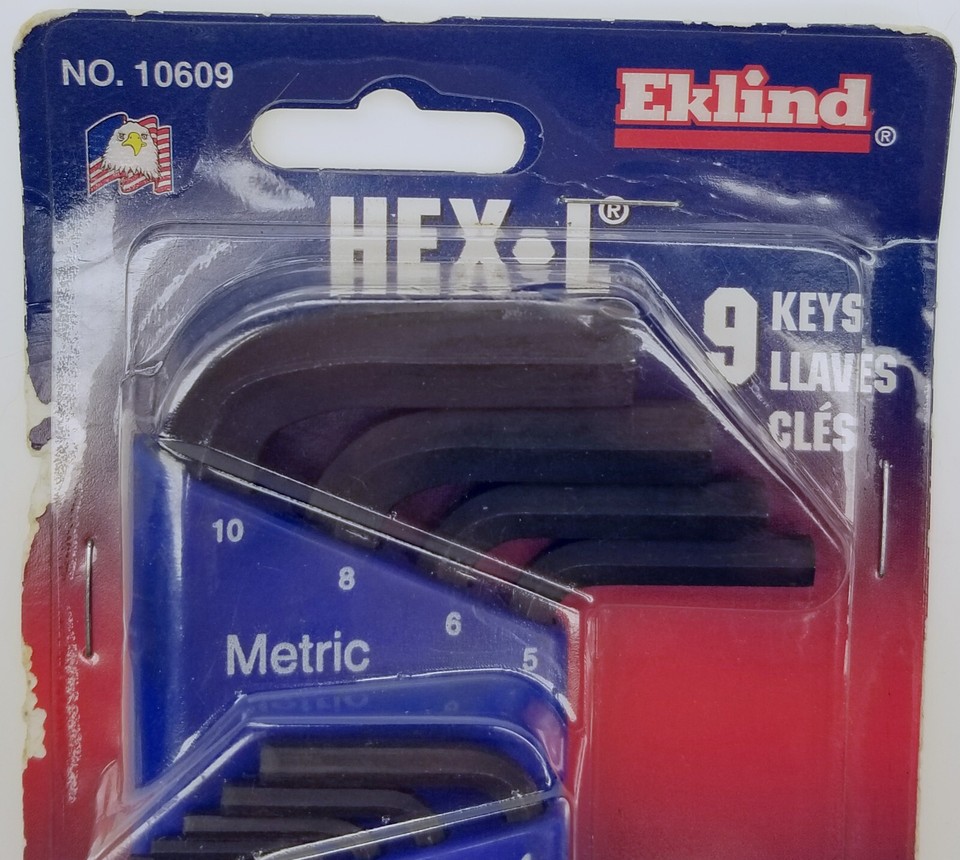 NO. 10609
Eklind®
HEX•L®
9 KEYS
LLAVES
CLÉS
10
8
6
5
Metric